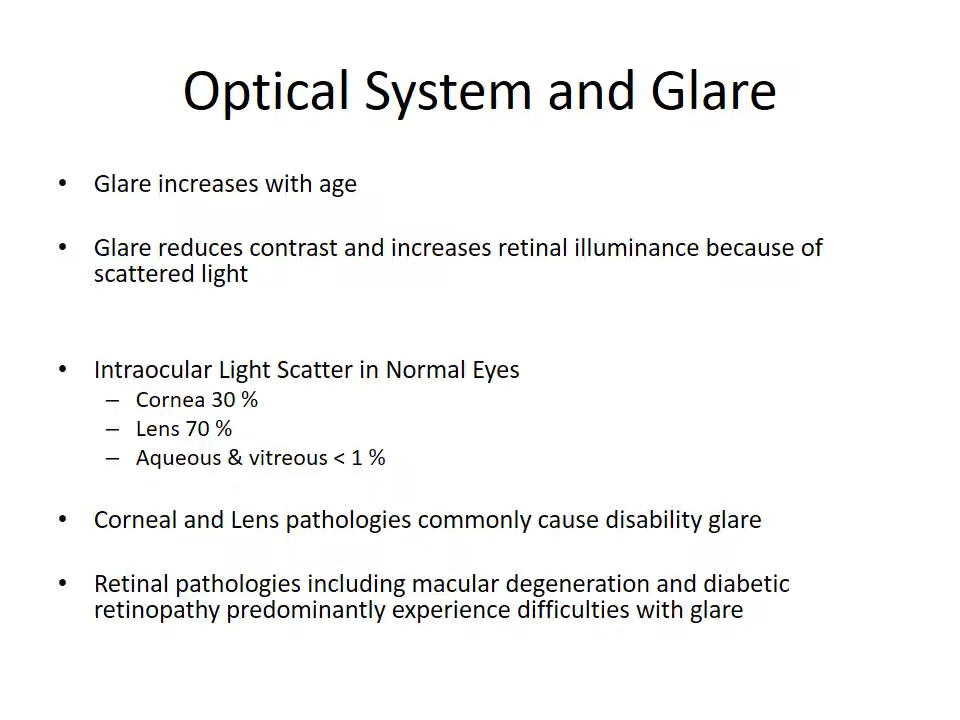 Optical System and Glare
• Glare increases with age
• Glare reduces contrast and increases retinal illuminance because of
scattered light
• Intraocular Light Scatter in Normal Eyes
– Cornea 30 %
– Lens 70 %
– Aqueous & vitreous < 1 %
• Corneal and Lens pathologies commonly cause disability glare
• Retinal pathologies including macular degeneration and diabetic
retinopathy predominantly experience difficulties with glare